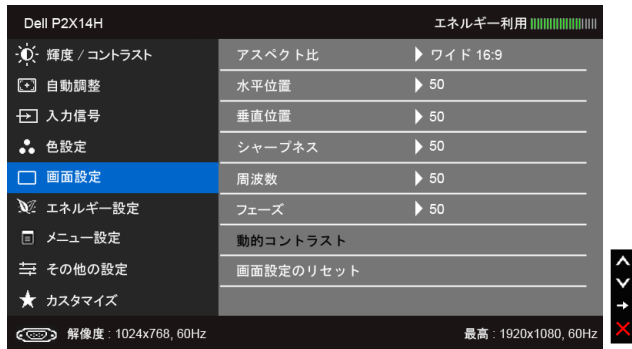 Dell P2X14H エネルギー利用
輝度 / コントラスト アスペクト比 ワイド 16:9
自動調整 水平位置 50
入力信号 垂直位置 50
色設定 シャープネス 50
画面設定 周波数 50
エネルギー設定 フェーズ 50
メニュー設定 動的コントラスト
その他の設定 画面設定のリセット
カスタマイズ
解像度 : 1024x768, 60Hz 最高 : 1920x1080, 60Hz